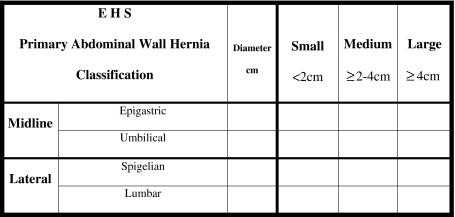 E H S
Primary Abdominal Wall Hernia
Classification
Diameter
cm
Small
<2cm
Medium
≥2-4cm
Large
≥4cm
Midline
Epigastric
Umbilical
Lateral
Spigelian
Lumbar